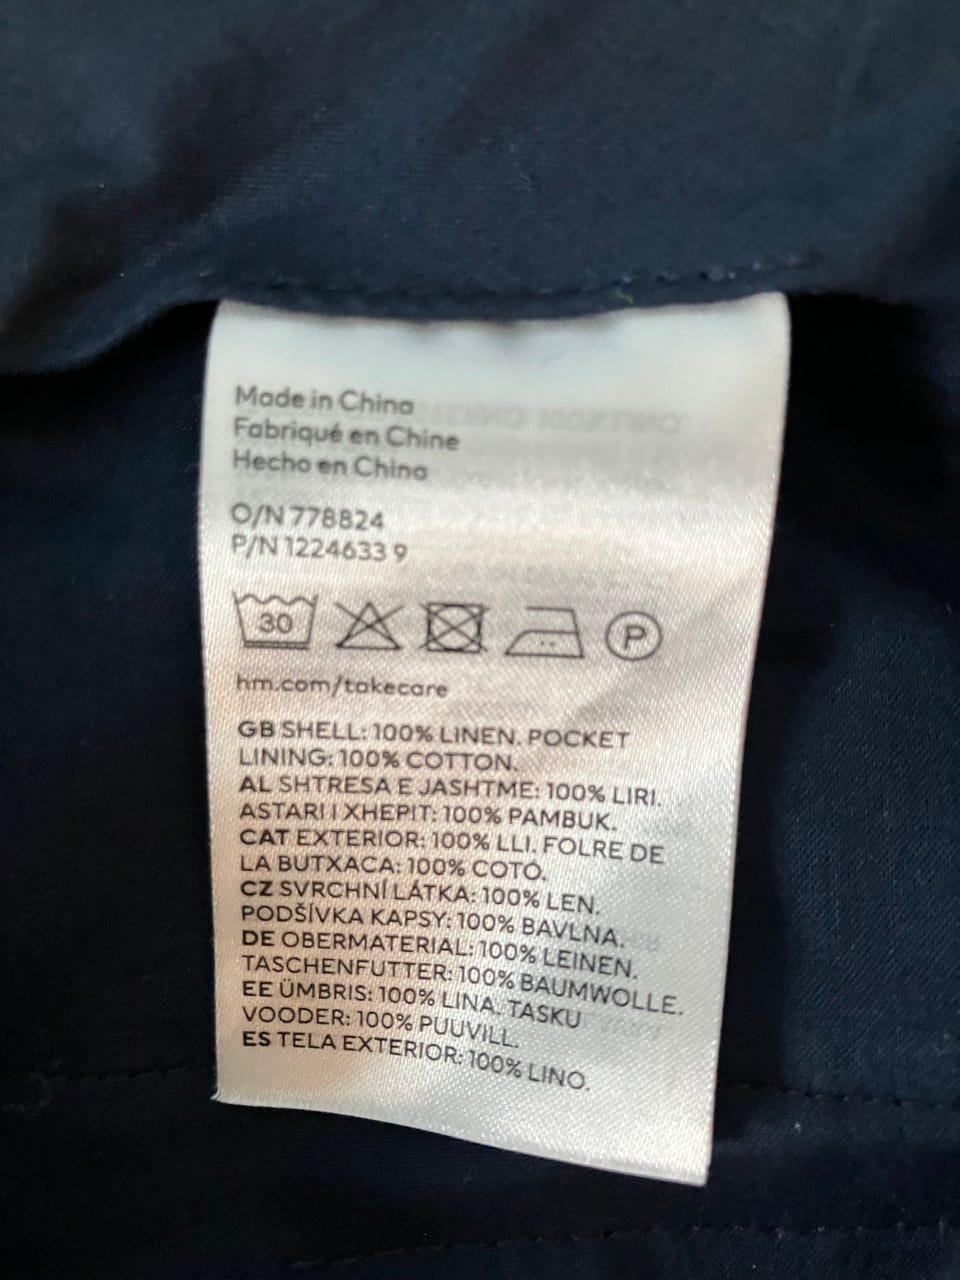 Made in China
Fabriqué en Chine
Hecho en China
O/N 778824
P/N 1224633 9
30 P
hm.com/takecare
GB SHELL: 100% LINEN. POCKET
LINING: 100% COTTON.
AL SHTRESA E JASHTME: 100% LIRI.
ASTARI I XHEPIT: 100% PAMBUK.
CAT EXTERIOR: 100% LLI. FOLRE DE
LA BUTXACA: 100% COTÓ.
CZ SVRCHNÍ LÁTKA: 100% LEN.
PODŠÍVKA KAPSY: 100% BAVLNA.
DE OBERMATERIAL: 100% LEINEN.
TASCHENFUTTER: 100% BAUMWOLLE.
EE ÜMBRIS: 100% LINA. TASKU
VOODER: 100% PUUVILL.
ES TELA EXTERIOR: 100% LINO.